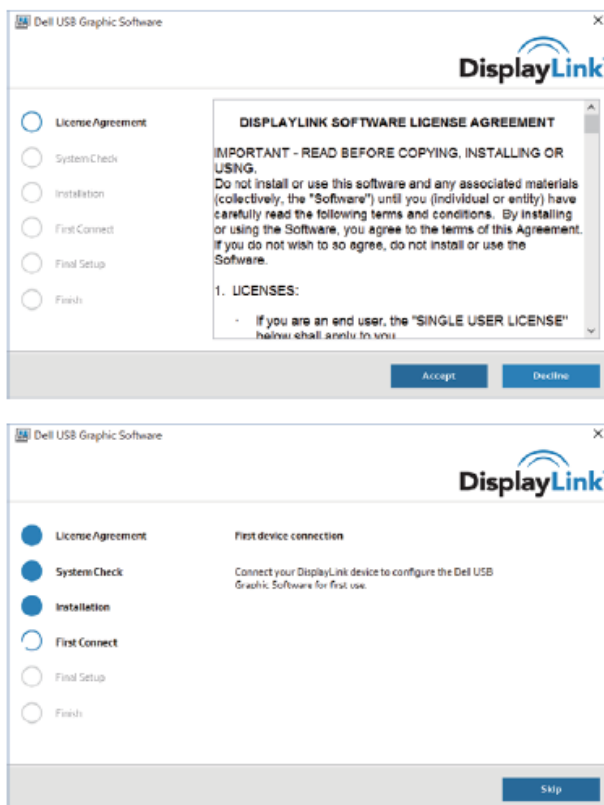 Dell USB Graphic Software
DisplayLink
License Agreement
System Check
Installation
First Connect
Final Setup
Finish
DISPLAYLINK SOFTWARE LICENSE AGREEMENT
IMPORTANT - READ BEFORE COPYING, INSTALLING OR
USING.
Do not install or use this software and any associated materials
(collectively, the "Software") until you (individual or entity) have
carefully read the following terms and conditions. By installing
or using the Software, you agree to the terms of this Agreement.
If you do not wish to so agree, do not install or use the
Software.
1. LICENSES:
· If you are an end user, the "SINGLE USER LICENSE"
below shall apply to you
Accept
Decline
Dell USB Graphic Software
DisplayLink
License Agreement
System Check
Installation
First Connect
Final Setup
Finish
First device connection
Connect your DisplayLink device to configure the Dell USB
Graphic Software for first use.
Skip